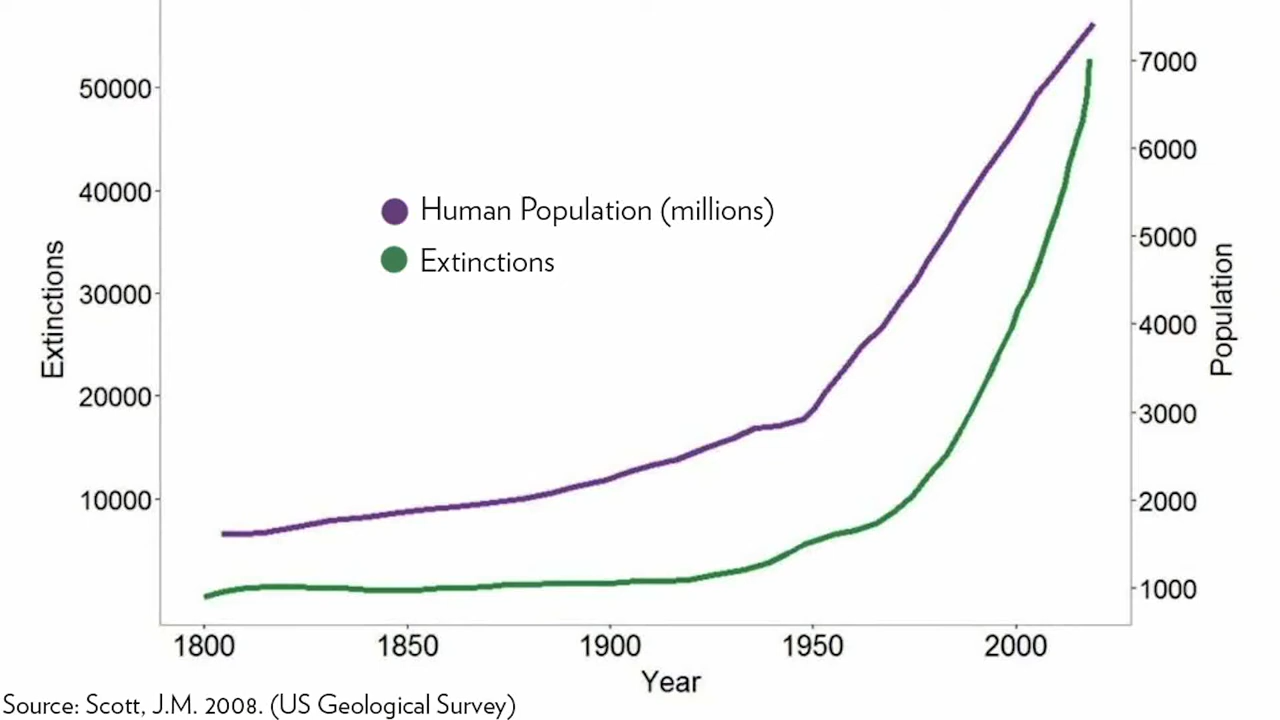 50000
40000
30000
20000
10000
Extinctions
Human Population (millions)
Extinctions
7000
6000
5000
4000
3000
2000
1000
Population
1800 1850 1900 1950 2000
Year
Source: Scott, J.M. 2008. (US Geological Survey)